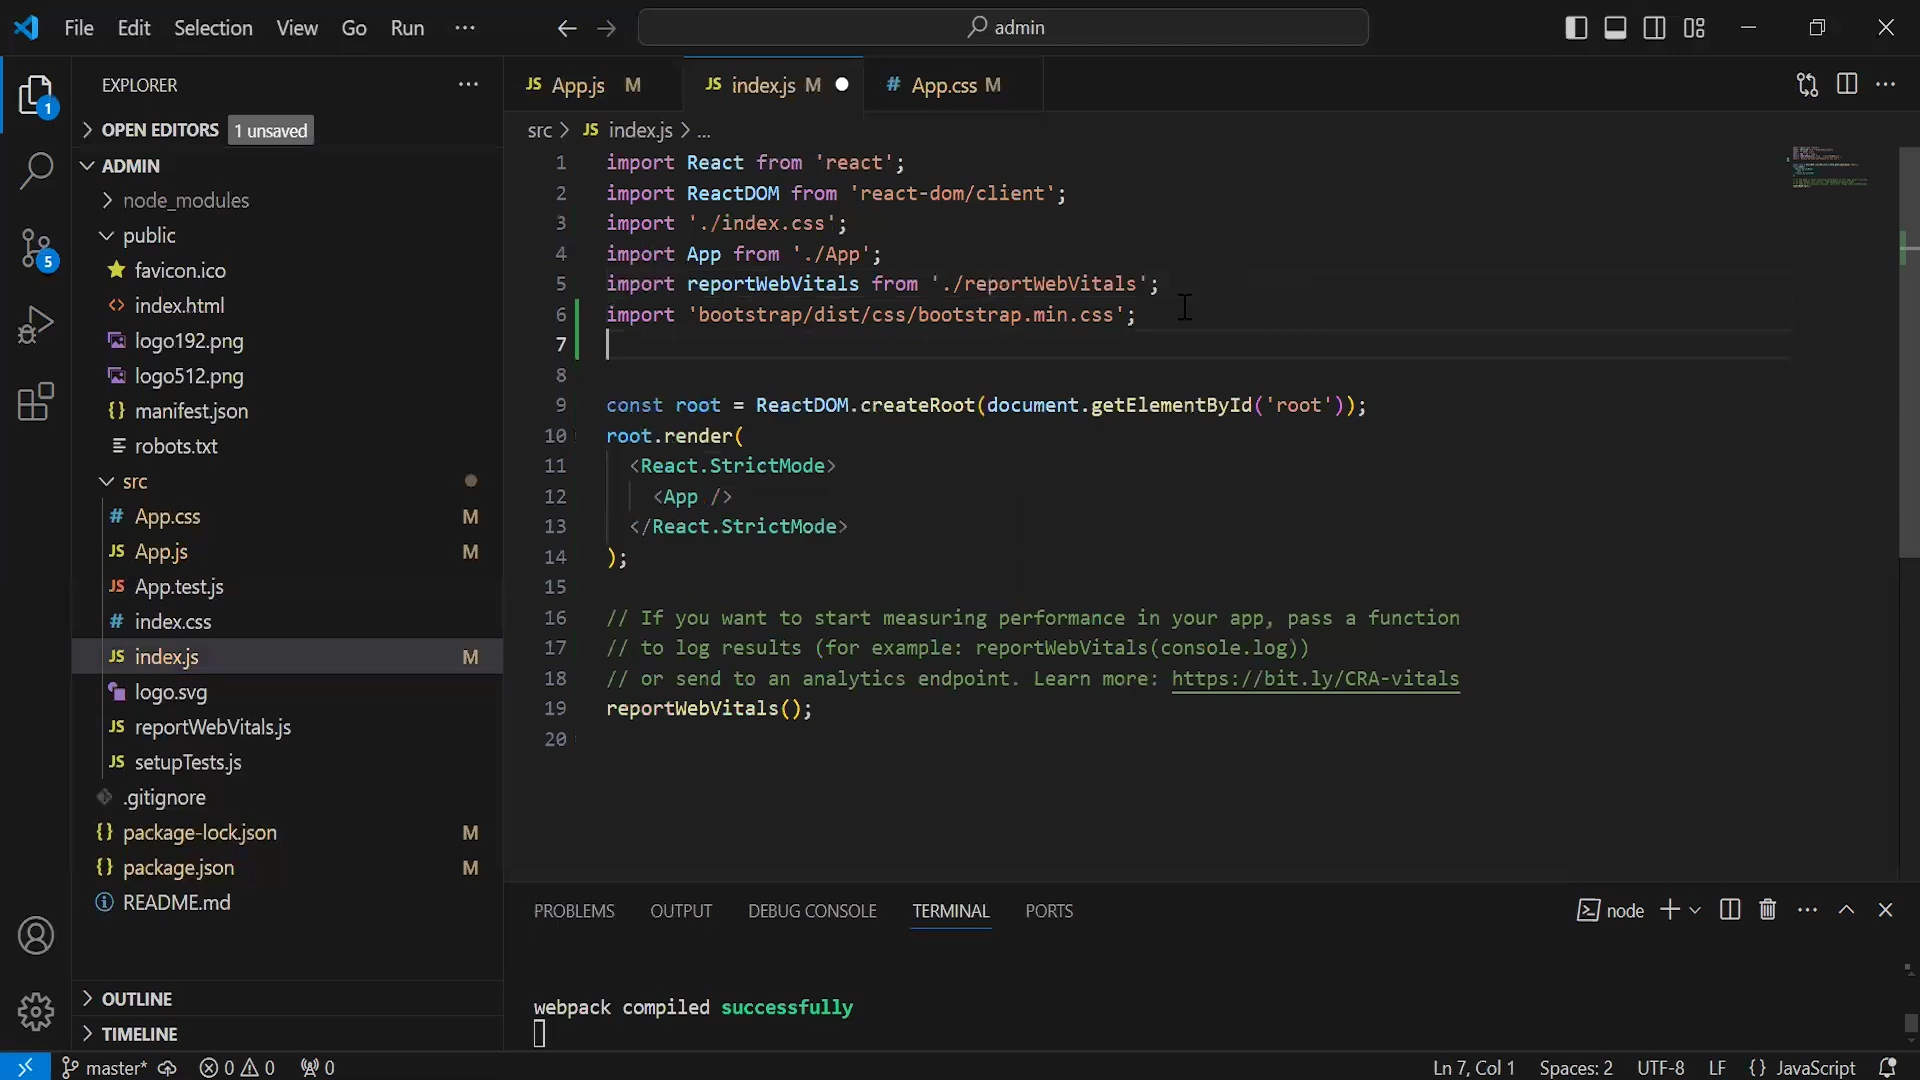 File Edit Selection View Go Run ··· admin
EXPLORER ···
OPEN EDITORS 1 unsaved
ADMIN
node_modules
public
favicon.ico
index.html
logo192.png
logo512.png
manifest.json
robots.txt
src
App.css M
App.js M
App.test.js
index.css
index.js M
logo.svg
reportWebVitals.js
setupTests.js
.gitignore
package-lock.json M
package.json M
README.md
OUTLINE
TIMELINE
1
5
JS App.js M JS index.js M # App.css M
src > JS index.js > ...
1 import React from 'react';
2 import ReactDOM from 'react-dom/client';
3 import './index.css';
4 import App from './App';
5 import reportWebVitals from './reportWebVitals';
6 import 'bootstrap/dist/css/bootstrap.min.css';
7
8
9 const root = ReactDOM.createRoot(document.getElementById('root'));
10 root.render(
11 <React.StrictMode>
12 <App />
13 </React.StrictMode>
14 );
15
16 // If you want to start measuring performance in your app, pass a function
17 // to log results (for example: reportWebVitals(console.log))
18 // or send to an analytics endpoint. Learn more: https://bit.ly/CRA-vitals
19 reportWebVitals();
20
PROBLEMS OUTPUT DEBUG CONSOLE TERMINAL PORTS node
webpack compiled successfully
master* 0 0 0 Ln 7, Col 1 Spaces: 2 UTF-8 LF {} JavaScript